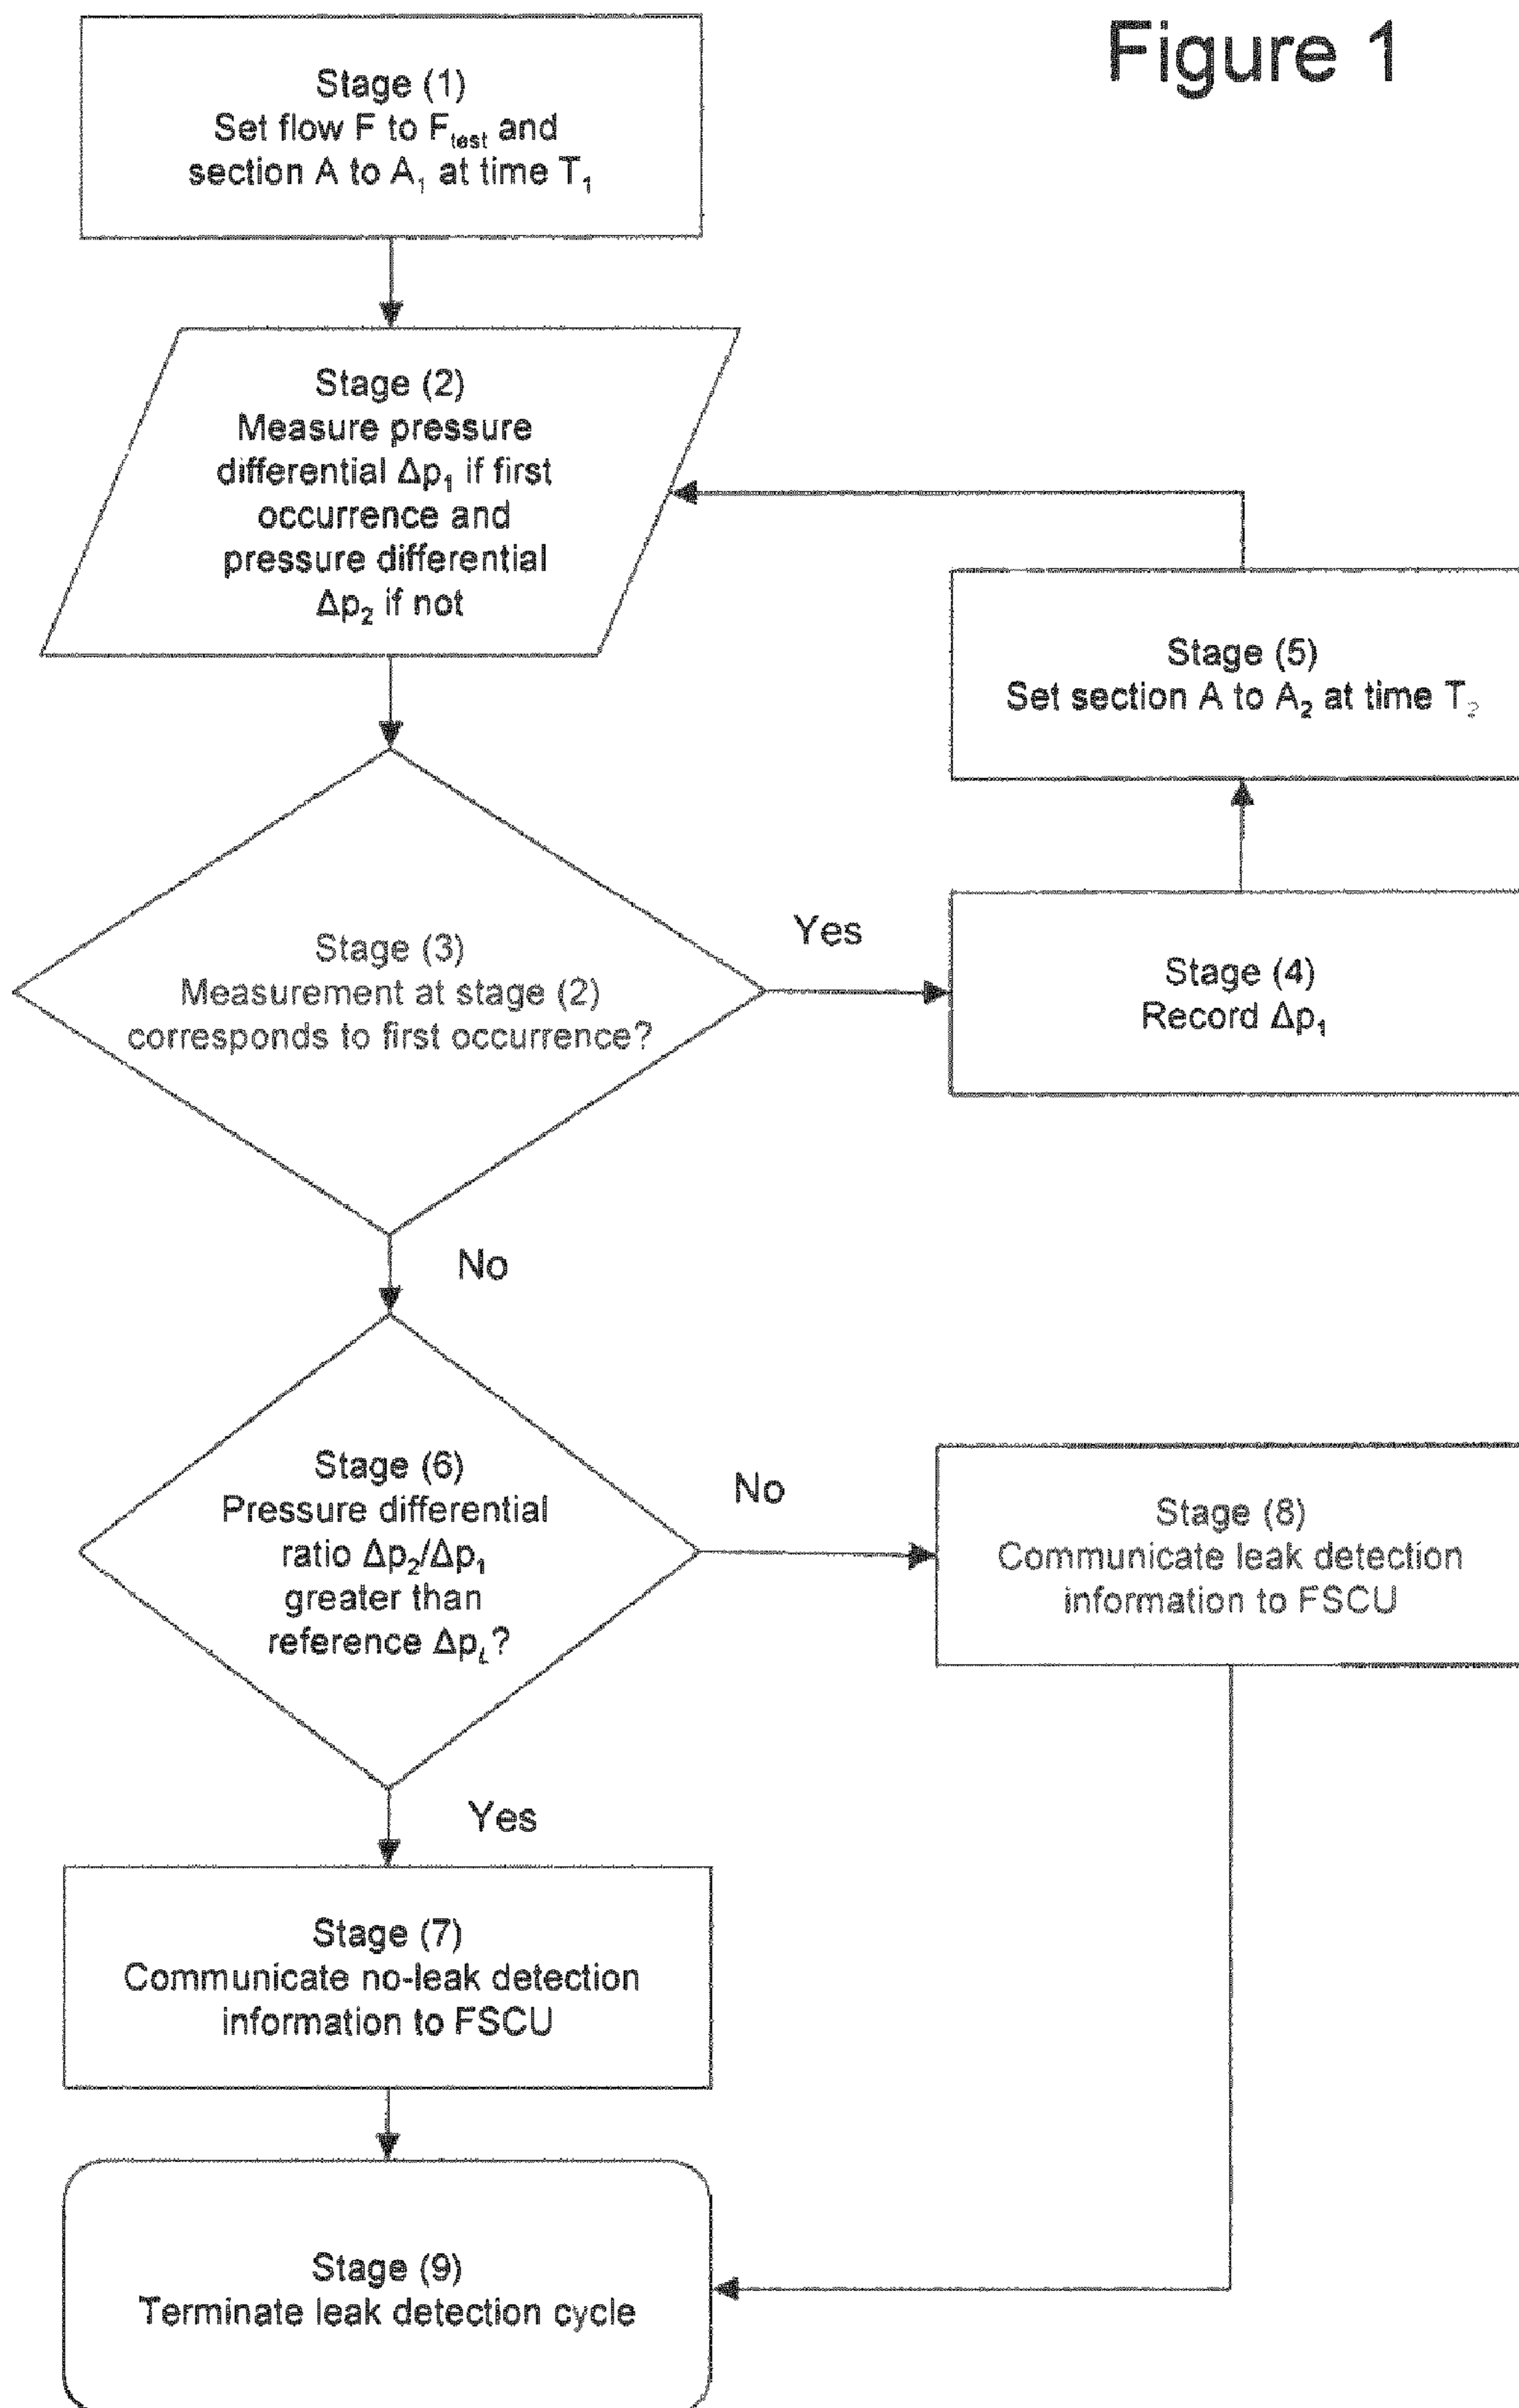 Figure 1
Stage (1)
Set flow F to F_test and
section A to A₁ at time T₁
Stage (2)
Measure pressure
differential Δp₁ if first
occurrence and
pressure differential
Δp₂ if not
Stage (3)
Measurement at stage (2)
corresponds to first occurrence?
Yes
Stage (4)
Record Δp₁
Stage (5)
Set section A to A₂ at time T₂
No
Stage (6)
Pressure differential
ratio Δp₂/Δp₁
greater than
reference Δp_L?
No
Stage (8)
Communicate leak detection
information to FSCU
Yes
Stage (7)
Communicate no-leak detection
information to FSCU
Stage (9)
Terminate leak detection cycle